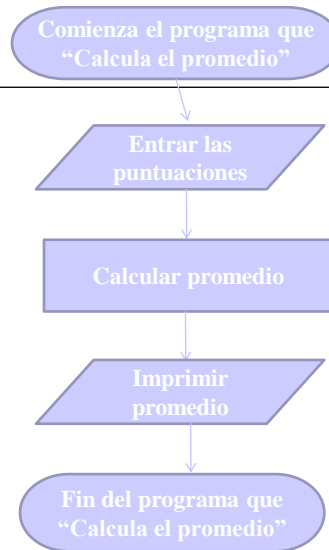 Comienza el programa que
“Calcula el promedio”
Entrar las
puntuaciones
Calcular promedio
Imprimir
promedio
Fin del programa que
“Calcula el promedio”